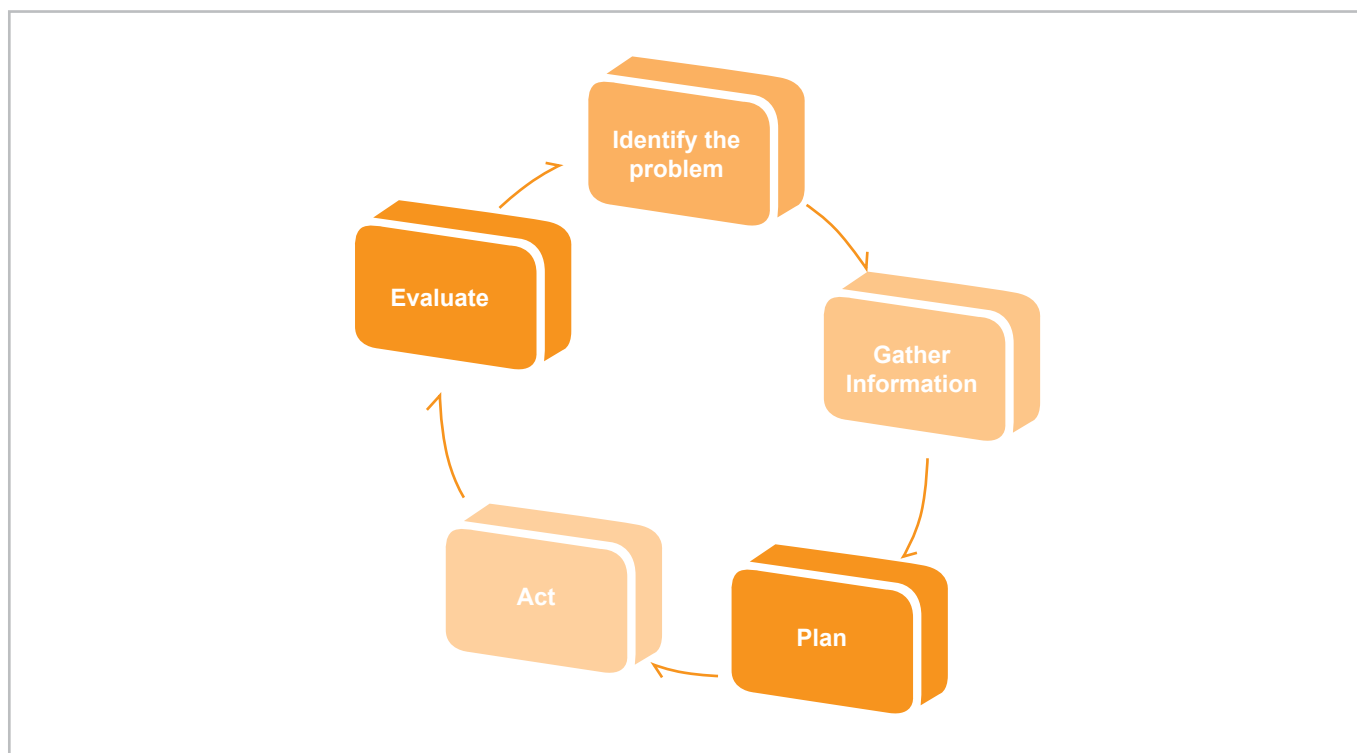 Identify the
problem
Gather
Information
Plan
Act
Evaluate